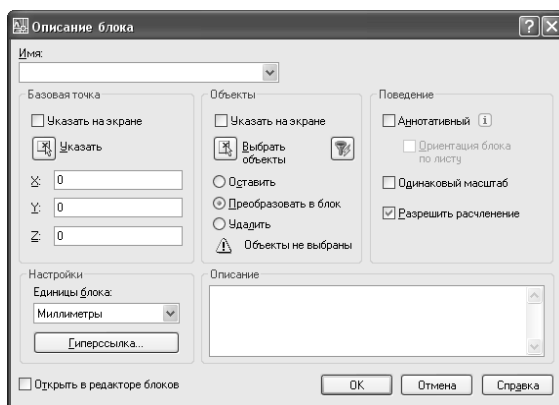 Описание блока
Имя:
Базовая точка
Указать на экране
Указать
X: 0
Y: 0
Z: 0
Объекты
Указать на экране
Выбрать объекты
Оставить
Преобразовать в блок
Удалить
Объекты не выбраны
Поведение
Аннотативный
Ориентация блока по листу
Одинаковый масштаб
Разрешить расчленение
Настройки
Единицы блока:
Миллиметры
Гиперссылка...
Описание
Открыть в редакторе блоков
OK
Отмена
Справка